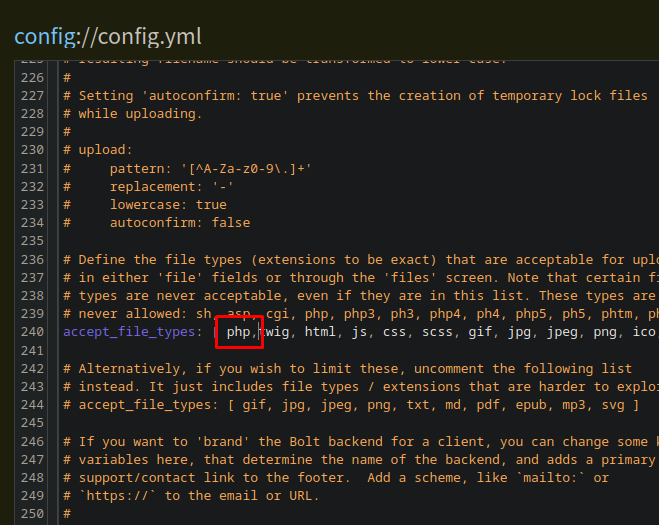 config://config.yml
225 # resulting filename should be transformed to lower case.
226 #
227 # Setting 'autoconfirm: true' prevents the creation of temporary lock files
228 # while uploading.
229 #
230 # upload:
231 #     pattern: '[^A-Za-z0-9\.]+'
232 #     replacement: '-'
233 #     lowercase: true
234 #     autoconfirm: false
235
236 # Define the file types (extensions to be exact) that are acceptable for uplo
237 # in either 'file' fields or through the 'files' screen. Note that certain fi
238 # types are never acceptable, even if they are in this list. These types are
239 # never allowed: sh, asp, cgi, php, php3, ph3, php4, ph4, php5, ph5, phtm, ph
240 accept_file_types: [ php,twig, html, js, css, scss, gif, jpg, jpeg, png, ico
241
242 # Alternatively, if you wish to limit these, uncomment the following list
243 # instead. It just includes file types / extensions that are harder to exploi
244 # accept_file_types: [ gif, jpg, jpeg, png, txt, md, pdf, epub, mp3, svg ]
245
246 # If you want to 'brand' the Bolt backend for a client, you can change some k
247 # variables here, that determine the name of the backend, and adds a primary
248 # support/contact link to the footer.  Add a scheme, like `mailto:` or
249 # `https://` to the email or URL.
250 #